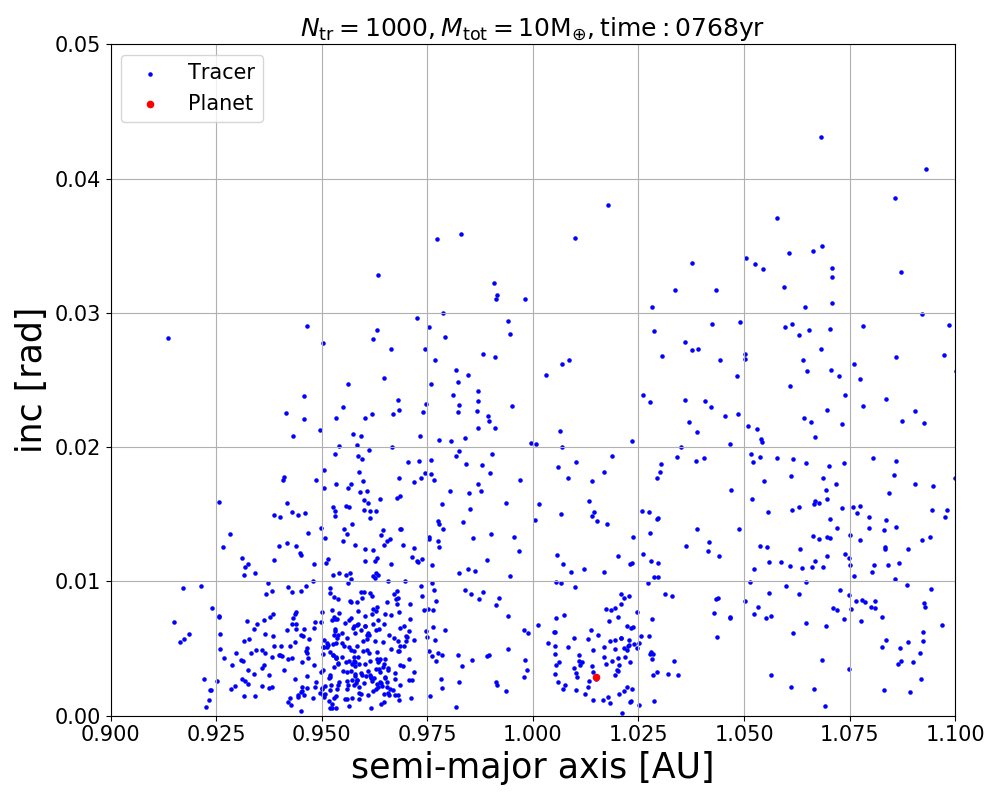 N_tr = 1000, M_tot = 10M_⊕, time : 0768yr
Tracer
Planet
0.05
0.04
0.03
0.02
0.01
0.00
inc [rad]
0.900 0.925 0.950 0.975 1.000 1.025 1.050 1.075 1.100
semi-major axis [AU]